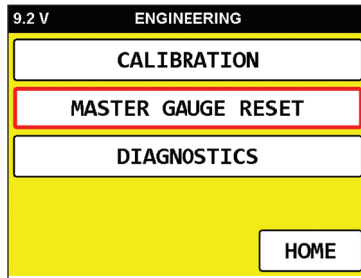 9.2 V ENGINEERING
CALIBRATION
MASTER GAUGE RESET
DIAGNOSTICS
HOME